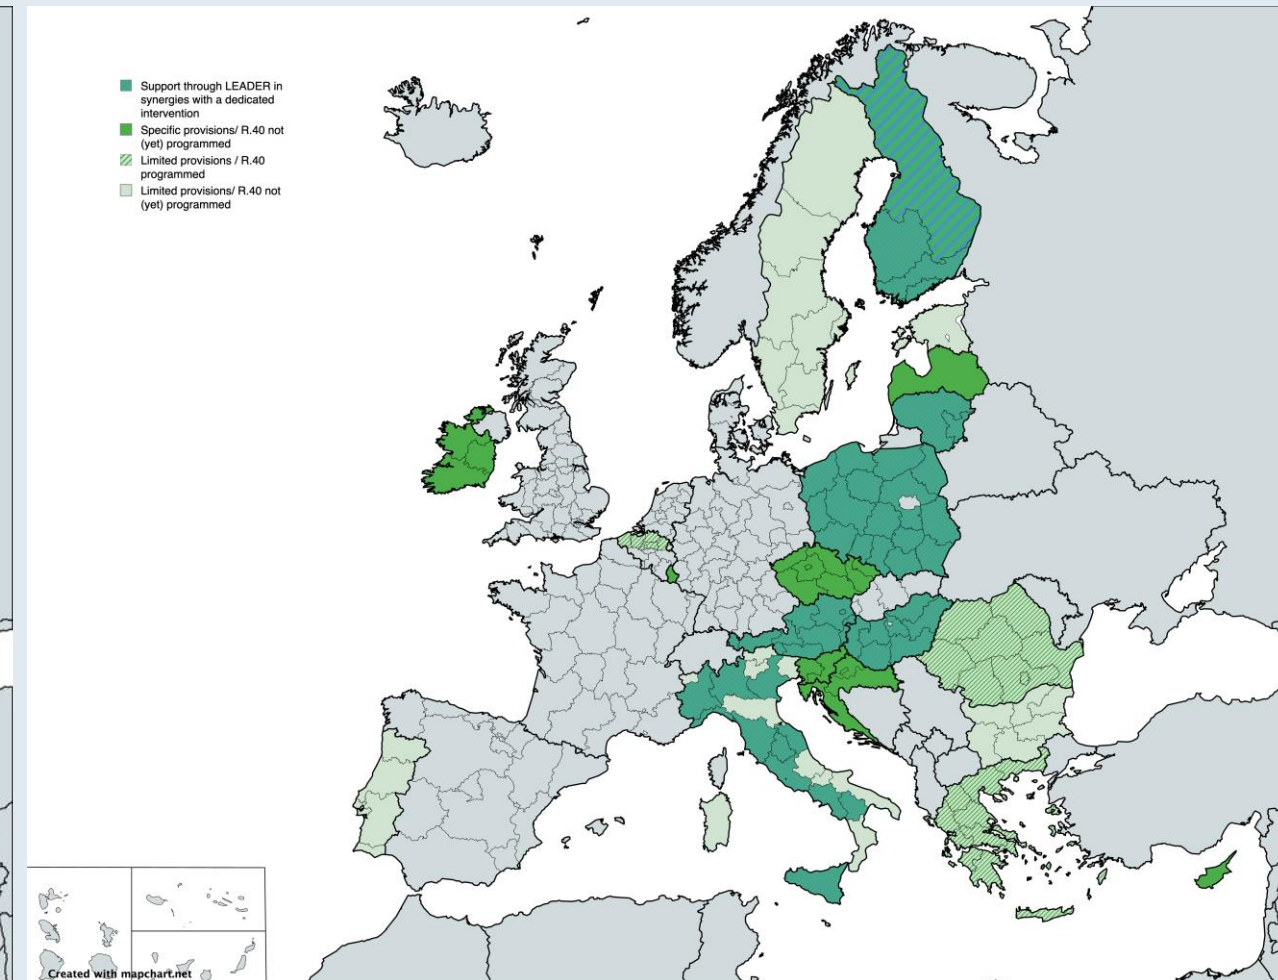 Support through LEADER in
synergies with a dedicated
intervention
Specific provisions/ R.40 not
(yet) programmed
Limited provisions / R.40
programmed
Limited provisions/ R.40 not
(yet) programmed
Created with mapchart.net